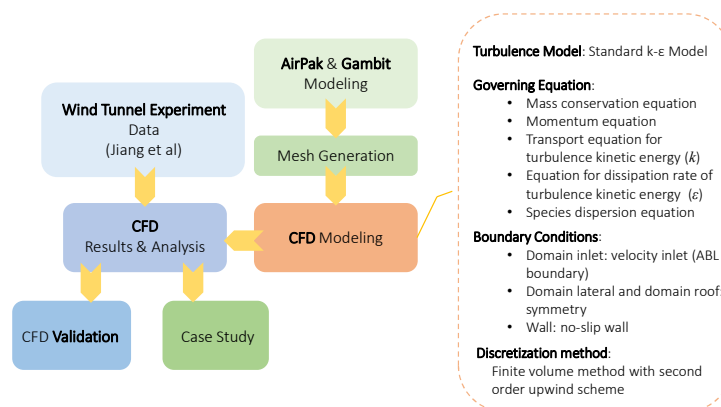 AirPak & Gambit
Modeling
Wind Tunnel Experiment
Data
(Jiang et al)
Mesh Generation
CFD
Results & Analysis
CFD Modeling
CFD Validation
Case Study
Turbulence Model: Standard k-ε Model
Governing Equation:
• Mass conservation equation
• Momentum equation
• Transport equation for
turbulence kinetic energy (k)
• Equation for dissipation rate of
turbulence kinetic energy (ε)
• Species dispersion equation
Boundary Conditions:
• Domain inlet: velocity inlet (ABL
boundary)
• Domain lateral and domain roof:
symmetry
• Wall: no-slip wall
Discretization method:
Finite volume method with second
order upwind scheme